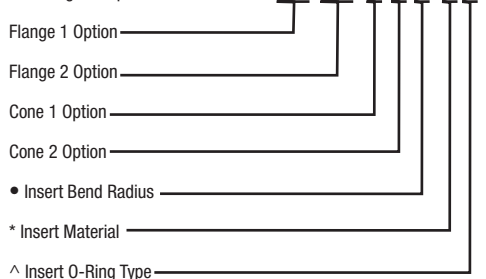 Flange 1 Option
Flange 2 Option
Cone 1 Option
Cone 2 Option
● Insert Bend Radius
* Insert Material
^ Insert O-Ring Type